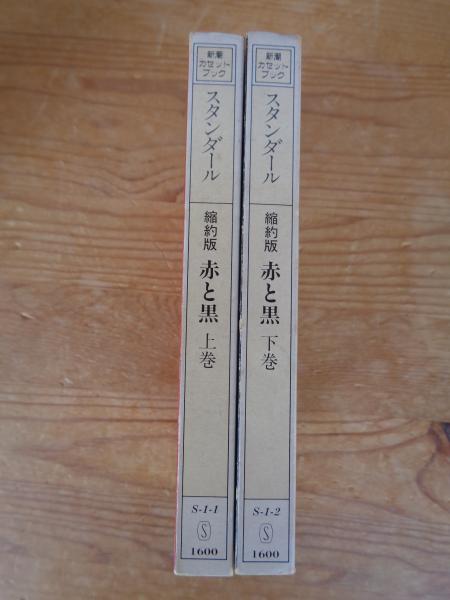 新潮
カセット
ブック
スタンダール
縮約版
赤と黒 上巻
S-1-1
S
1600
新潮
カセット
ブック
スタンダール
縮約版
赤と黒 下巻
S-1-2
S
1600